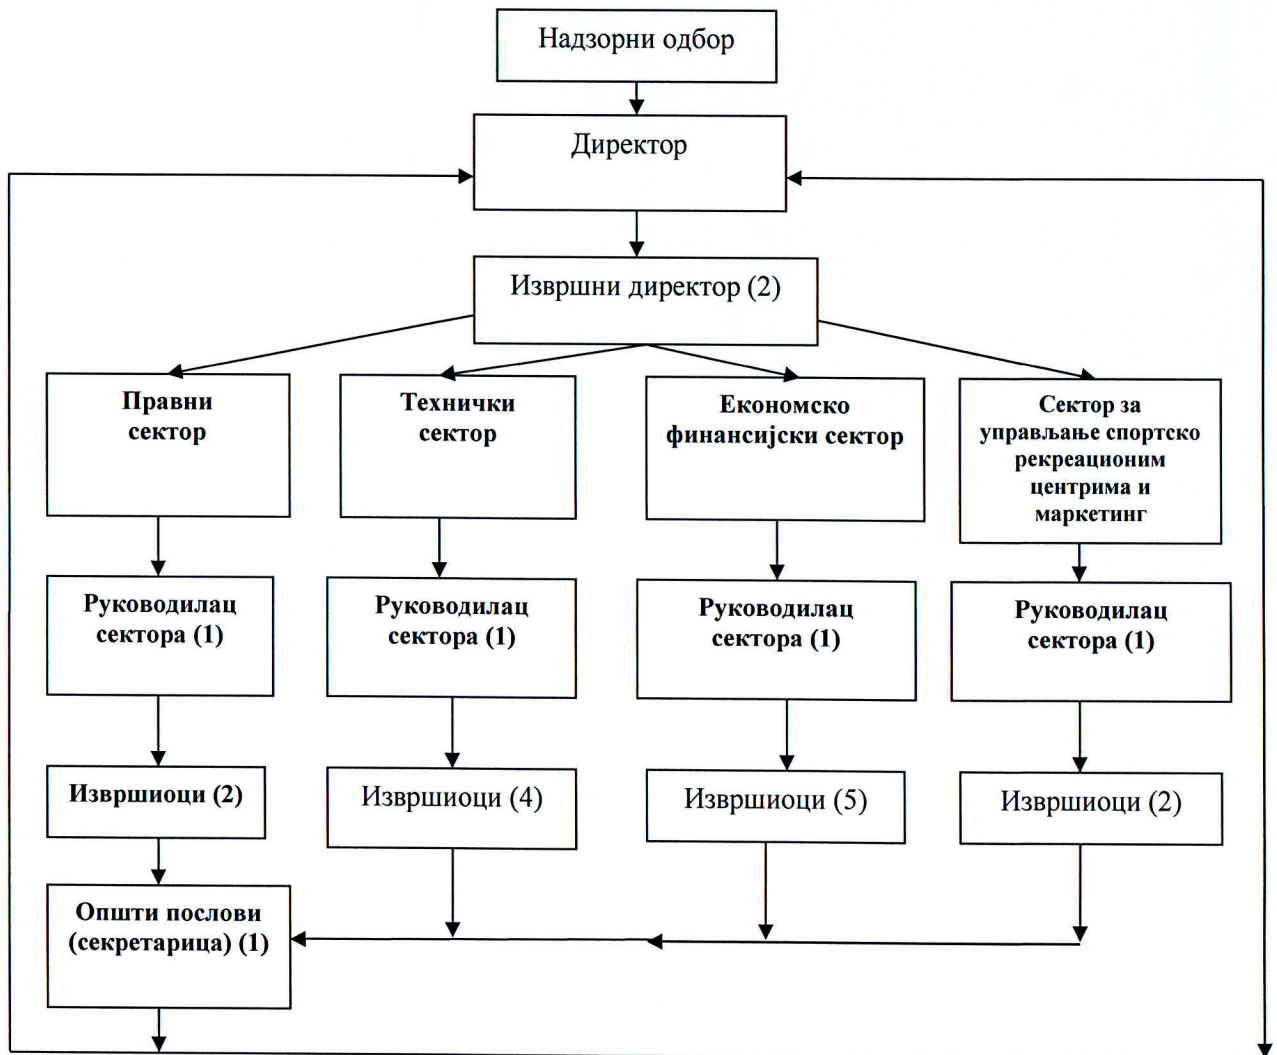 Надзорни одбор
Директор
Извршни директор (2)
Правни
сектор
Технички
сектор
Економско
финансијски сектор
Сектор за
управљање спортско
рекреационим
центрима и
маркетинг
Руководилац
сектора (1)
Руководилац
сектора (1)
Руководилац
сектора (1)
Руководилац
сектора (1)
Извршиоци (2)
Извршиоци (4)
Извршиоци (5)
Извршиоци (2)
Општи послови
(секретарица) (1)